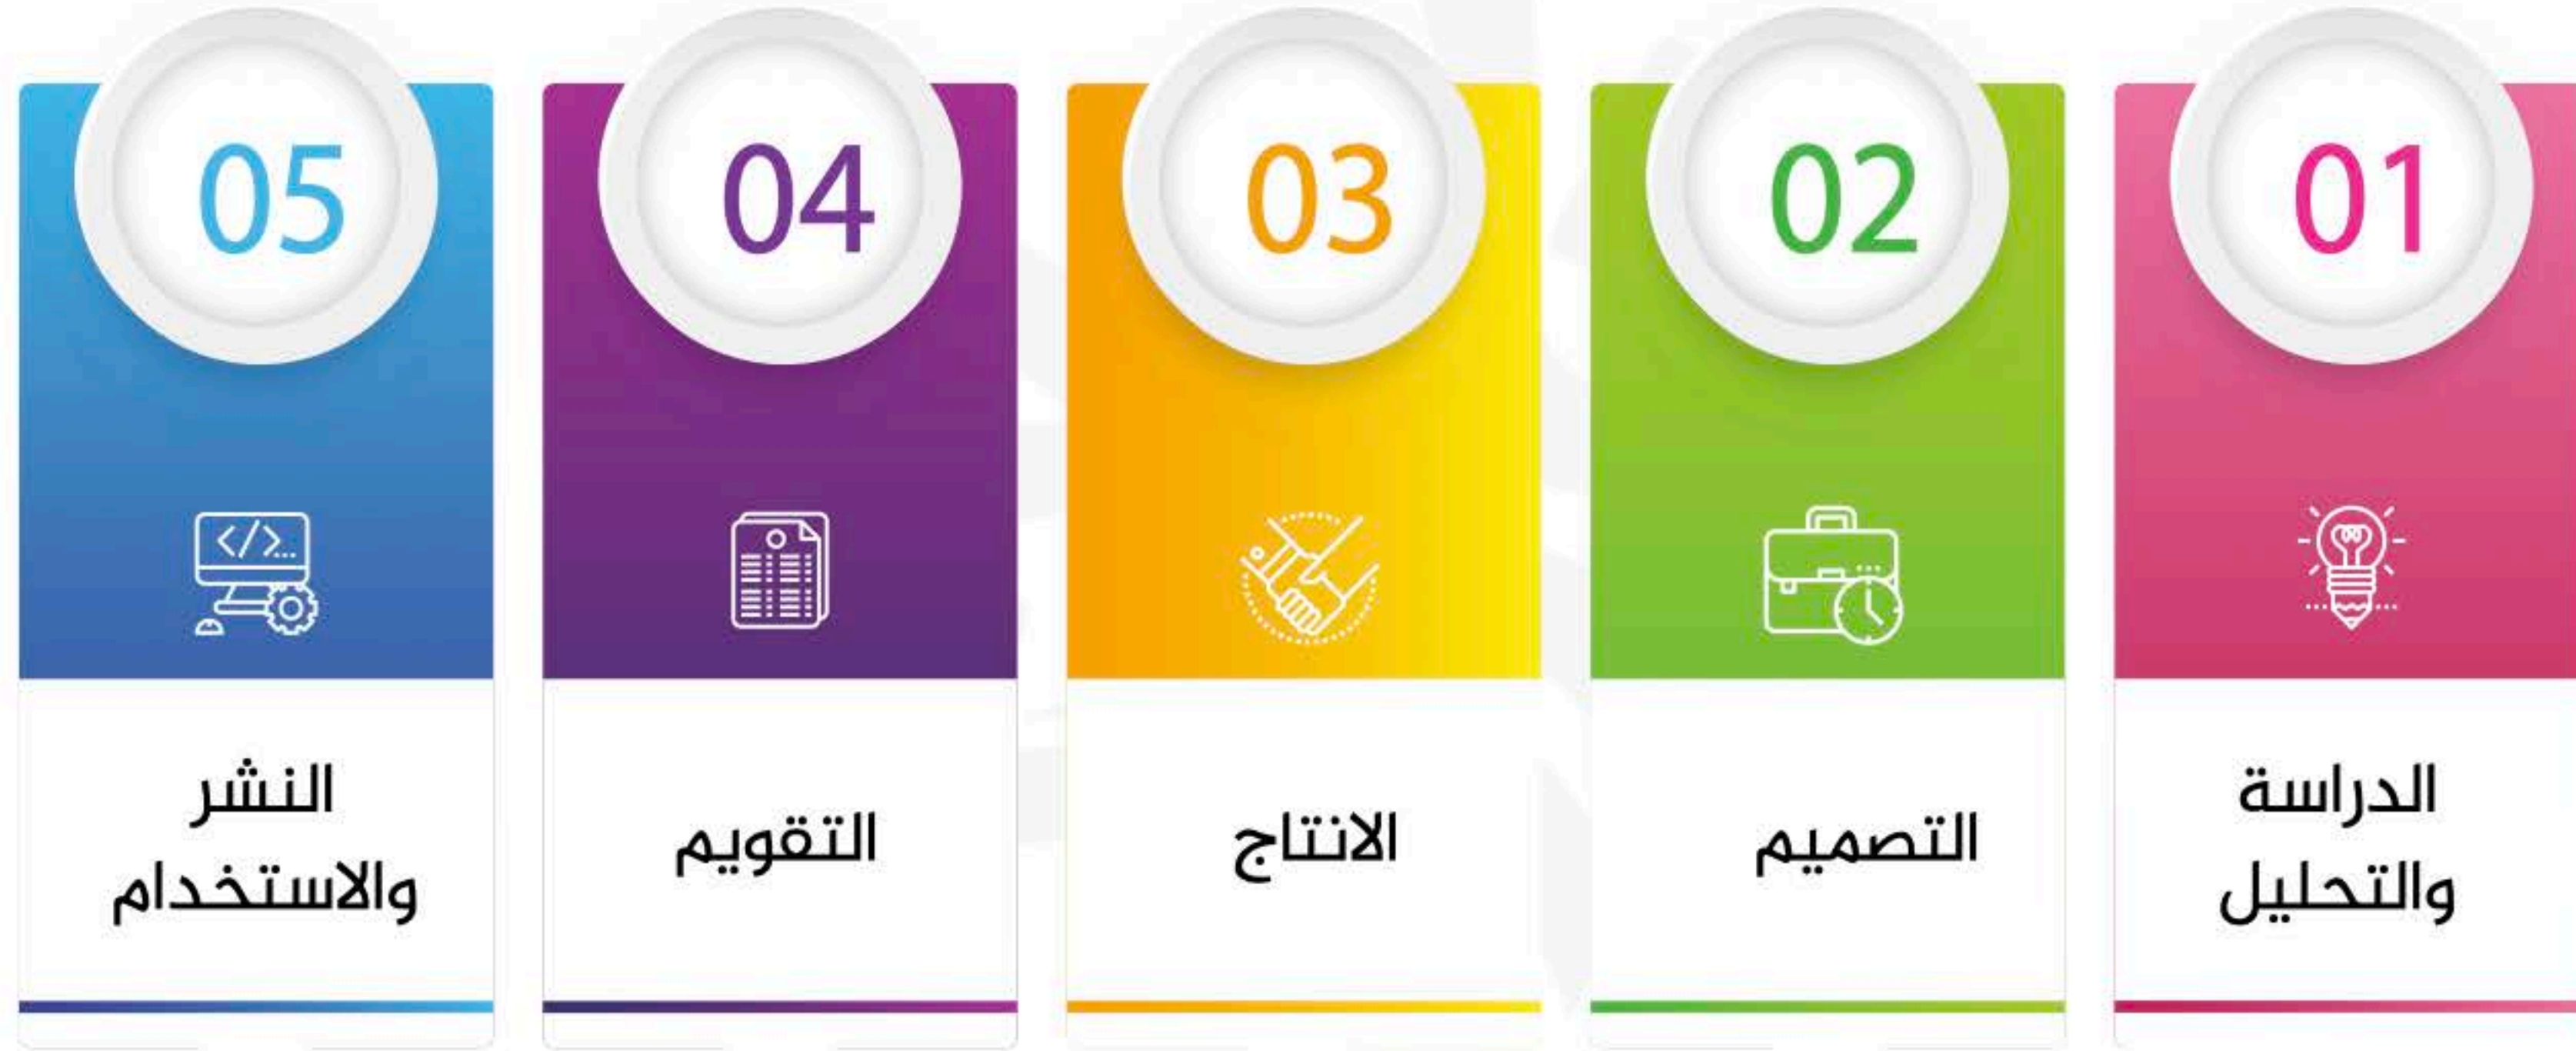 01
الدراسة
والتحليل
02
التصميم
03
الانتاج
04
التقويم
05
</>...
النشر
والاستخدام